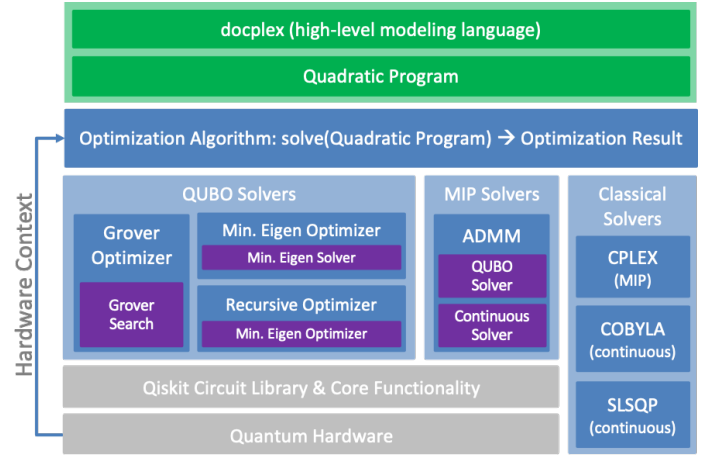 docplex (high-level modeling language)
Quadratic Program
Optimization Algorithm: solve(Quadratic Program) → Optimization Result
Hardware Context
QUBO Solvers
Grover
Optimizer
Grover
Search
Min. Eigen Optimizer
Min. Eigen Solver
Recursive Optimizer
Min. Eigen Optimizer
MIP Solvers
ADMM
QUBO
Solver
Continuous
Solver
Classical
Solvers
CPLEX
(MIP)
COBYLA
(continuous)
SLSQP
(continuous)
Qiskit Circuit Library & Core Functionality
Quantum Hardware